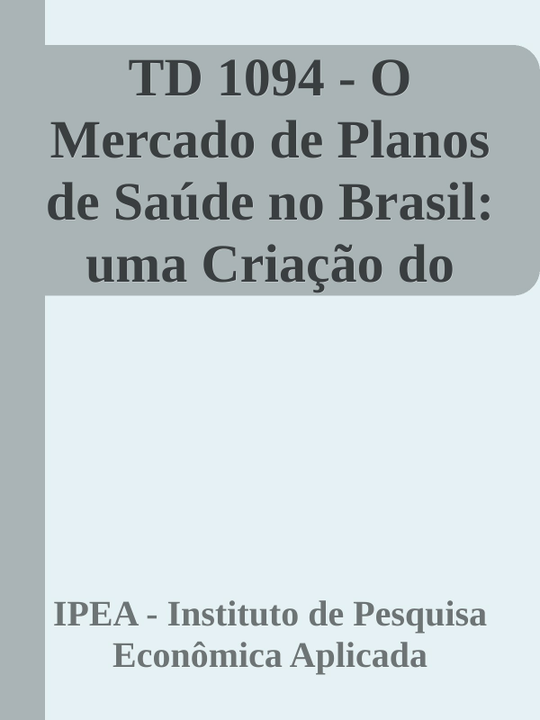 TD 1094 - O
Mercado de Planos
de Saúde no Brasil:
uma Criação do
IPEA - Instituto de Pesquisa
Econômica Aplicada